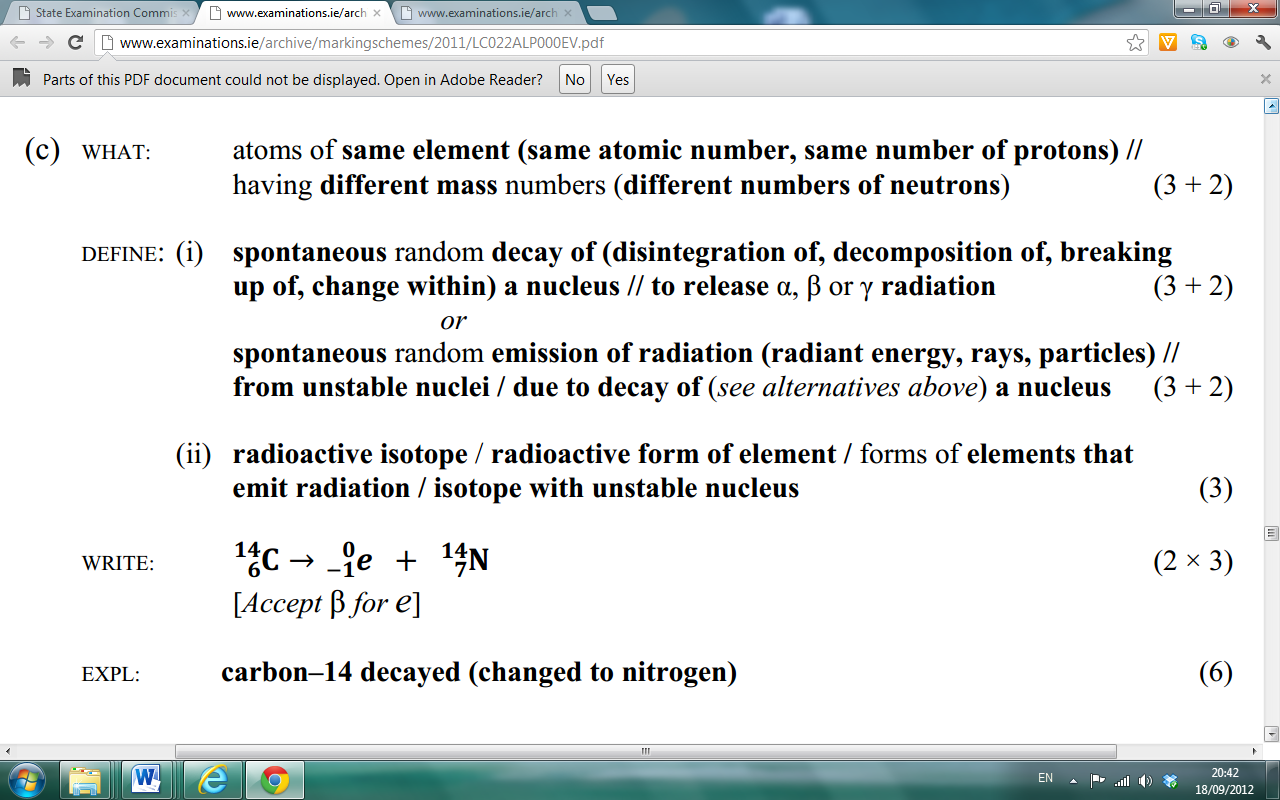 State Examination Commis
www.examinations.ie/arch
www.examinations.ie/arch
www.examinations.ie/archive/markingschemes/2011/LC022ALP000EV.pdf
Parts of this PDF document could not be displayed. Open in Adobe Reader? No Yes
(c) WHAT: atoms of same element (same atomic number, same number of protons) //
having different mass numbers (different numbers of neutrons) (3 + 2)
DEFINE: (i) spontaneous random decay of (disintegration of, decomposition of, breaking
up of, change within) a nucleus // to release α, β or γ radiation (3 + 2)
or
spontaneous random emission of radiation (radiant energy, rays, particles) //
from unstable nuclei / due to decay of (see alternatives above) a nucleus (3 + 2)
(ii) radioactive isotope / radioactive form of element / forms of elements that
emit radiation / isotope with unstable nucleus (3)
WRITE: ¹⁴₆C → ⁰₋₁e + ¹⁴₇N (2 × 3)
[Accept β for e]
EXPL: carbon–14 decayed (changed to nitrogen) (6)
EN 20:42
18/09/2012